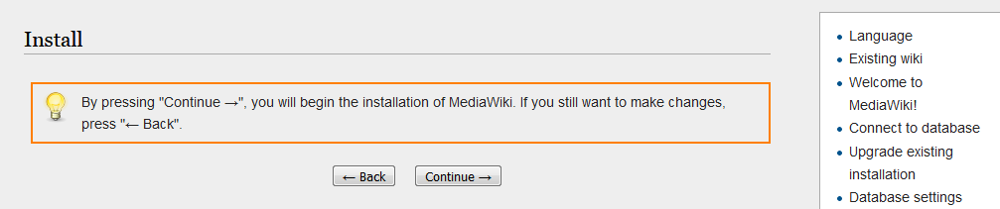 Install
By pressing "Continue →", you will begin the installation of MediaWiki. If you still want to make changes,
press "← Back".
← Back
Continue →
Language
Existing wiki
Welcome to
MediaWiki!
Connect to database
Upgrade existing
installation
Database settings